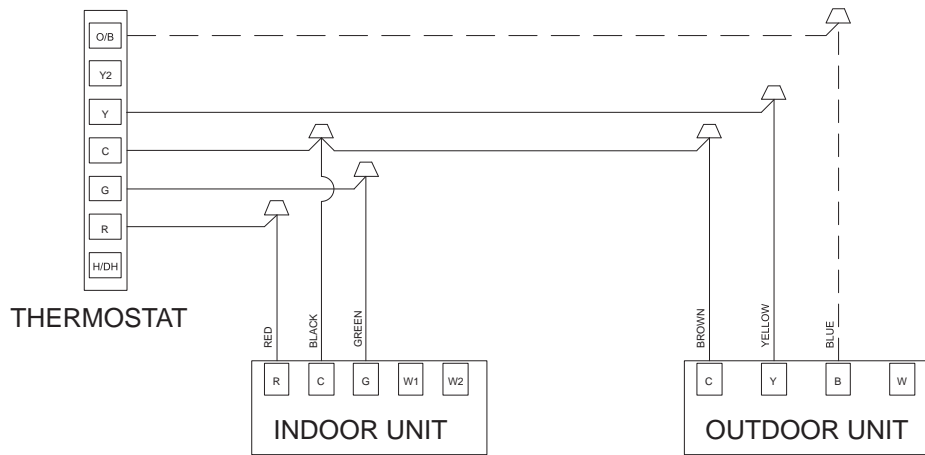 O/B
Y2
Y
C
G
R
H/DH
THERMOSTAT
RED
BLACK
GREEN
BROWN
YELLOW
BLUE
R C G W1 W2
C Y B W
INDOOR UNIT
OUTDOOR UNIT